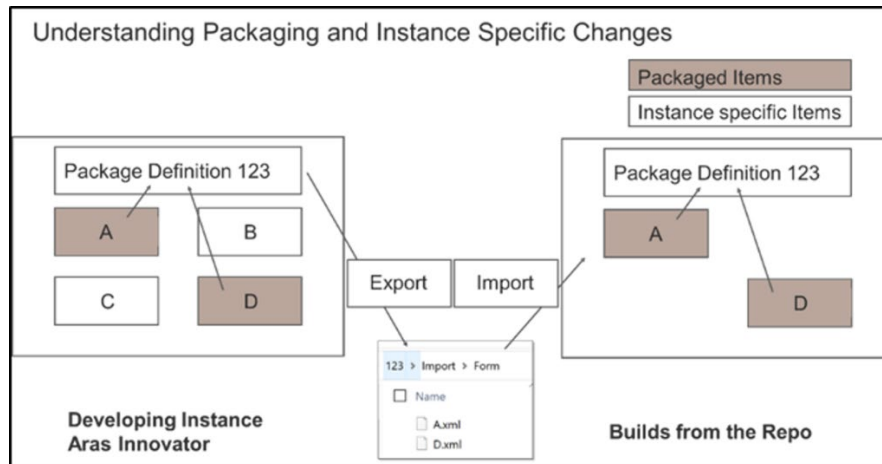 Understanding Packaging and Instance Specific Changes
Packaged Items
Instance specific Items
Package Definition 123
A
B
C
D
Export
Import
123 > Import > Form
Name
A.xml
D.xml
Package Definition 123
A
D
Developing Instance
Aras Innovator
Builds from the Repo